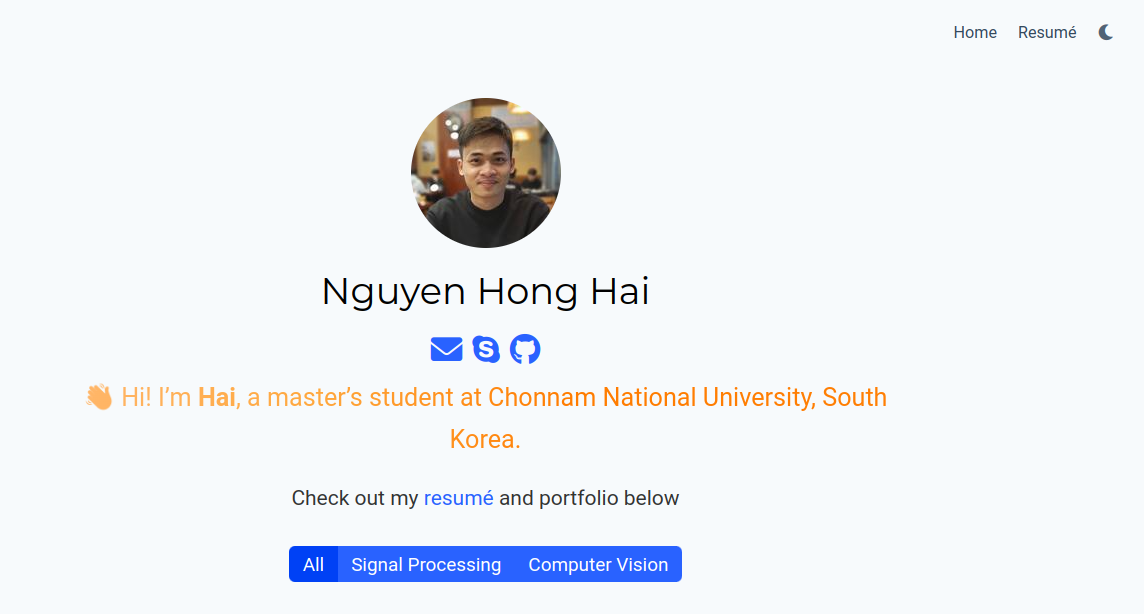 Home Resumé
Nguyen Hong Hai
👋 Hi! I’m Hai, a master’s student at Chonnam National University, South
Korea.
Check out my resumé and portfolio below
All Signal Processing Computer Vision